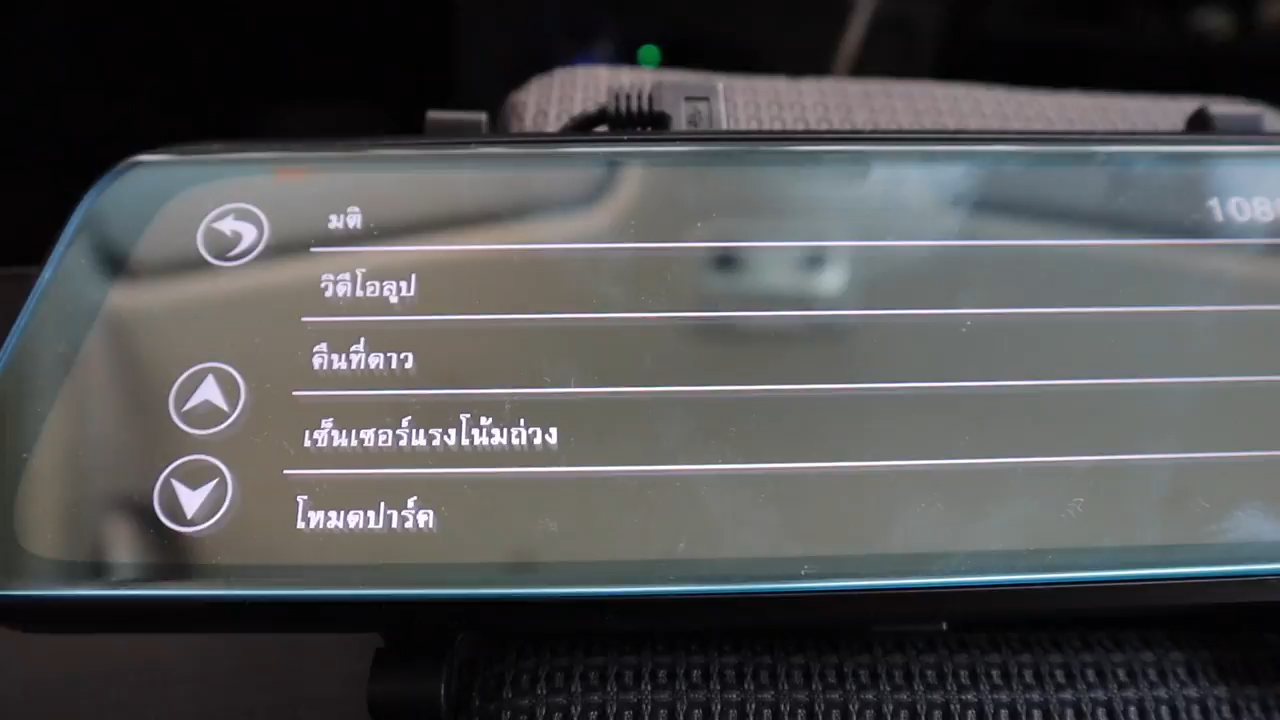 มติ
108
วิดีโอลูป
คืนที่ดาว
เซ็นเซอร์แรงโน้มถ่วง
โหมดปาร์ค